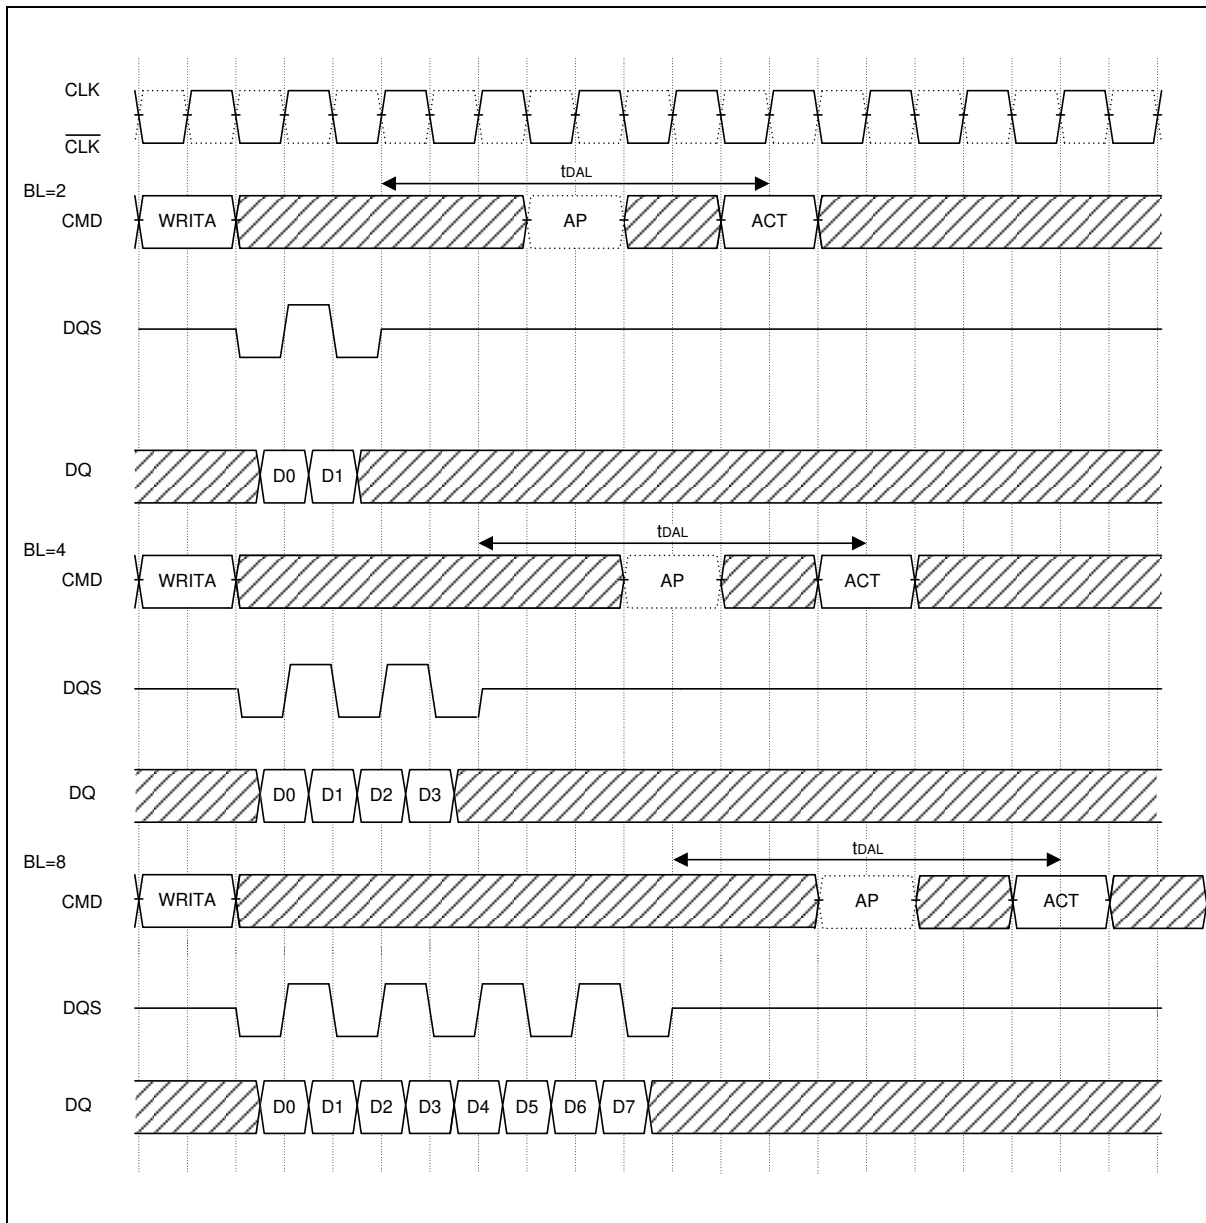 CLK
CLK
tDAL
BL=2
CMD WRITA AP ACT
DQS
DQ D0 D1
tDAL
BL=4
CMD WRITA AP ACT
DQS
DQ D0 D1 D2 D3
tDAL
BL=8
CMD WRITA AP ACT
DQS
DQ D0 D1 D2 D3 D4 D5 D6 D7